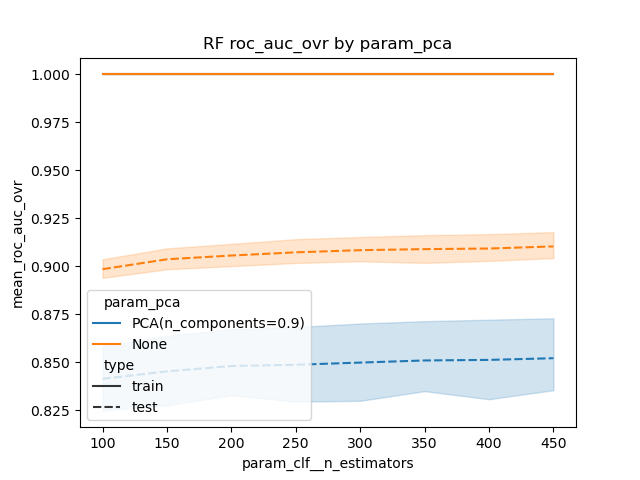 RF roc_auc_ovr by param_pca
mean_roc_auc_ovr
1.000
0.975
0.950
0.925
0.900
0.875
0.850
0.825
param_pca
PCA(n_components=0.9)
None
type
train
test
100 150 200 250 300 350 400 450
param_clf__n_estimators